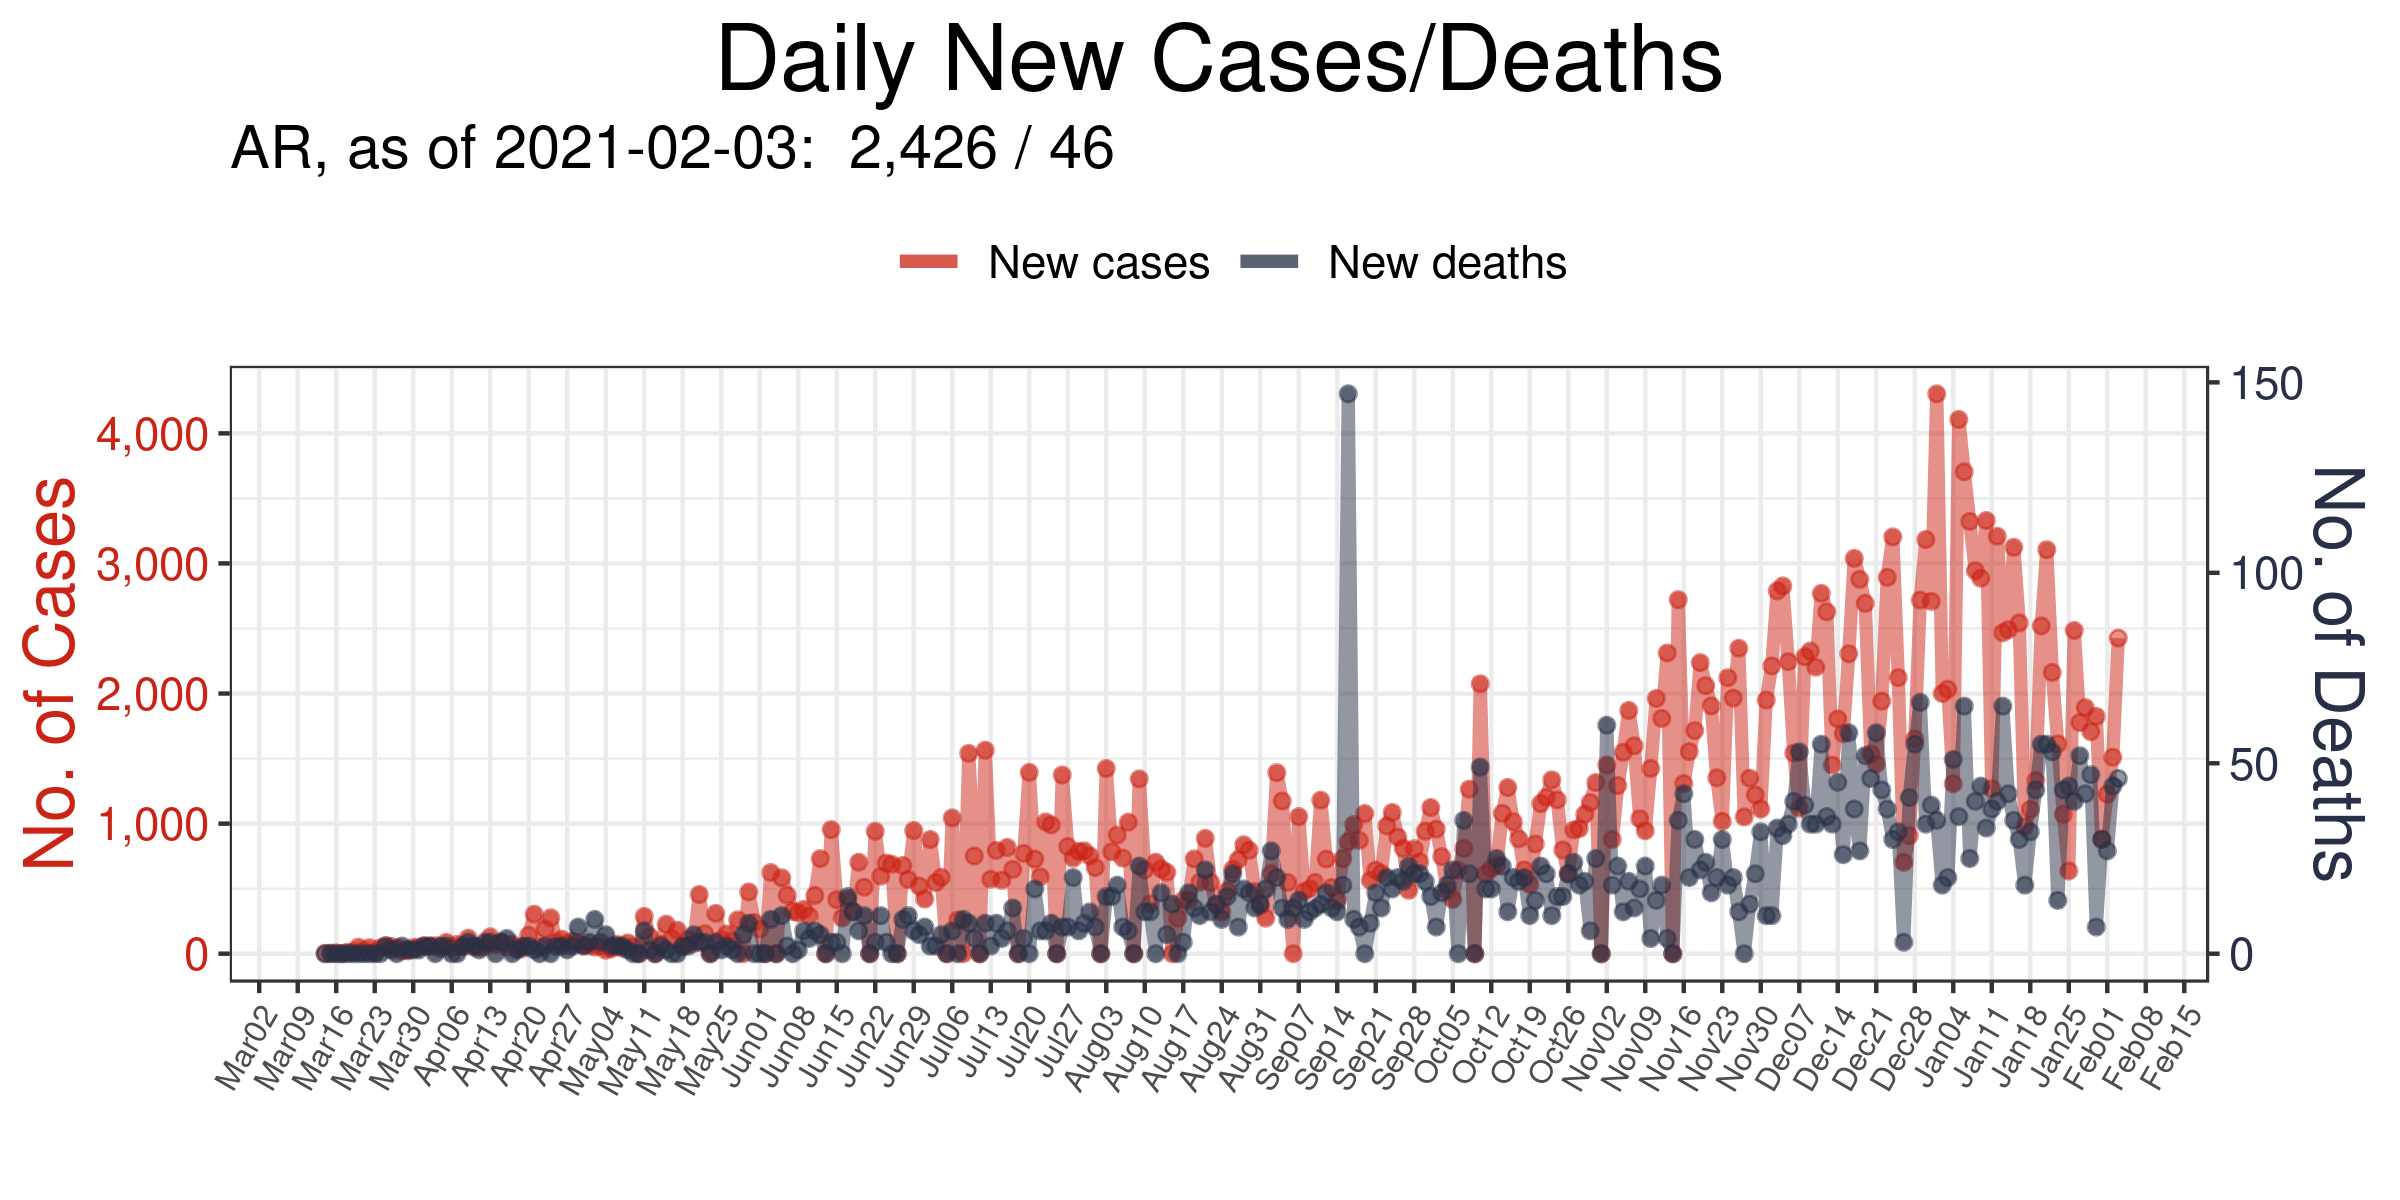 Daily New Cases/Deaths
AR, as of 2021-02-03:  2,426 / 46
New cases New deaths
No. of Cases
4,000
3,000
2,000
1,000
0
150
100
50
0
No. of Deaths
Mar02 Mar09 Mar16 Mar23 Mar30 Apr06 Apr13 Apr20 Apr27 May04 May11 May18 May25 Jun01 Jun08 Jun15 Jun22 Jun29 Jul06 Jul13 Jul20 Jul27 Aug03 Aug10 Aug17 Aug24 Aug31 Sep07 Sep14 Sep21 Sep28 Oct05 Oct12 Oct19 Oct26 Nov02 Nov09 Nov16 Nov23 Nov30 Nov07 Dec14 Dec14 Dec21 Dec28 Dec04 Jan11 Jan18 Jan25 Jan25 Feb01 Feb08 Feb15